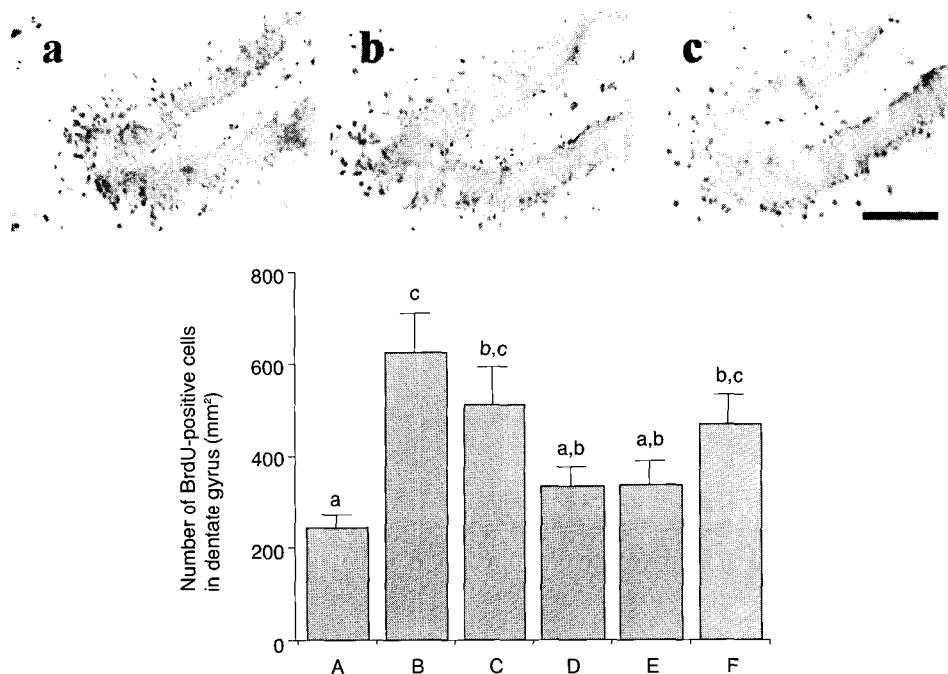 a b c
800
600
400
200
0
Number of BrdU-positive cells
in dentate gyrus (mm²)
a
c
b,c
a,b
a,b
b,c
A B C D E F